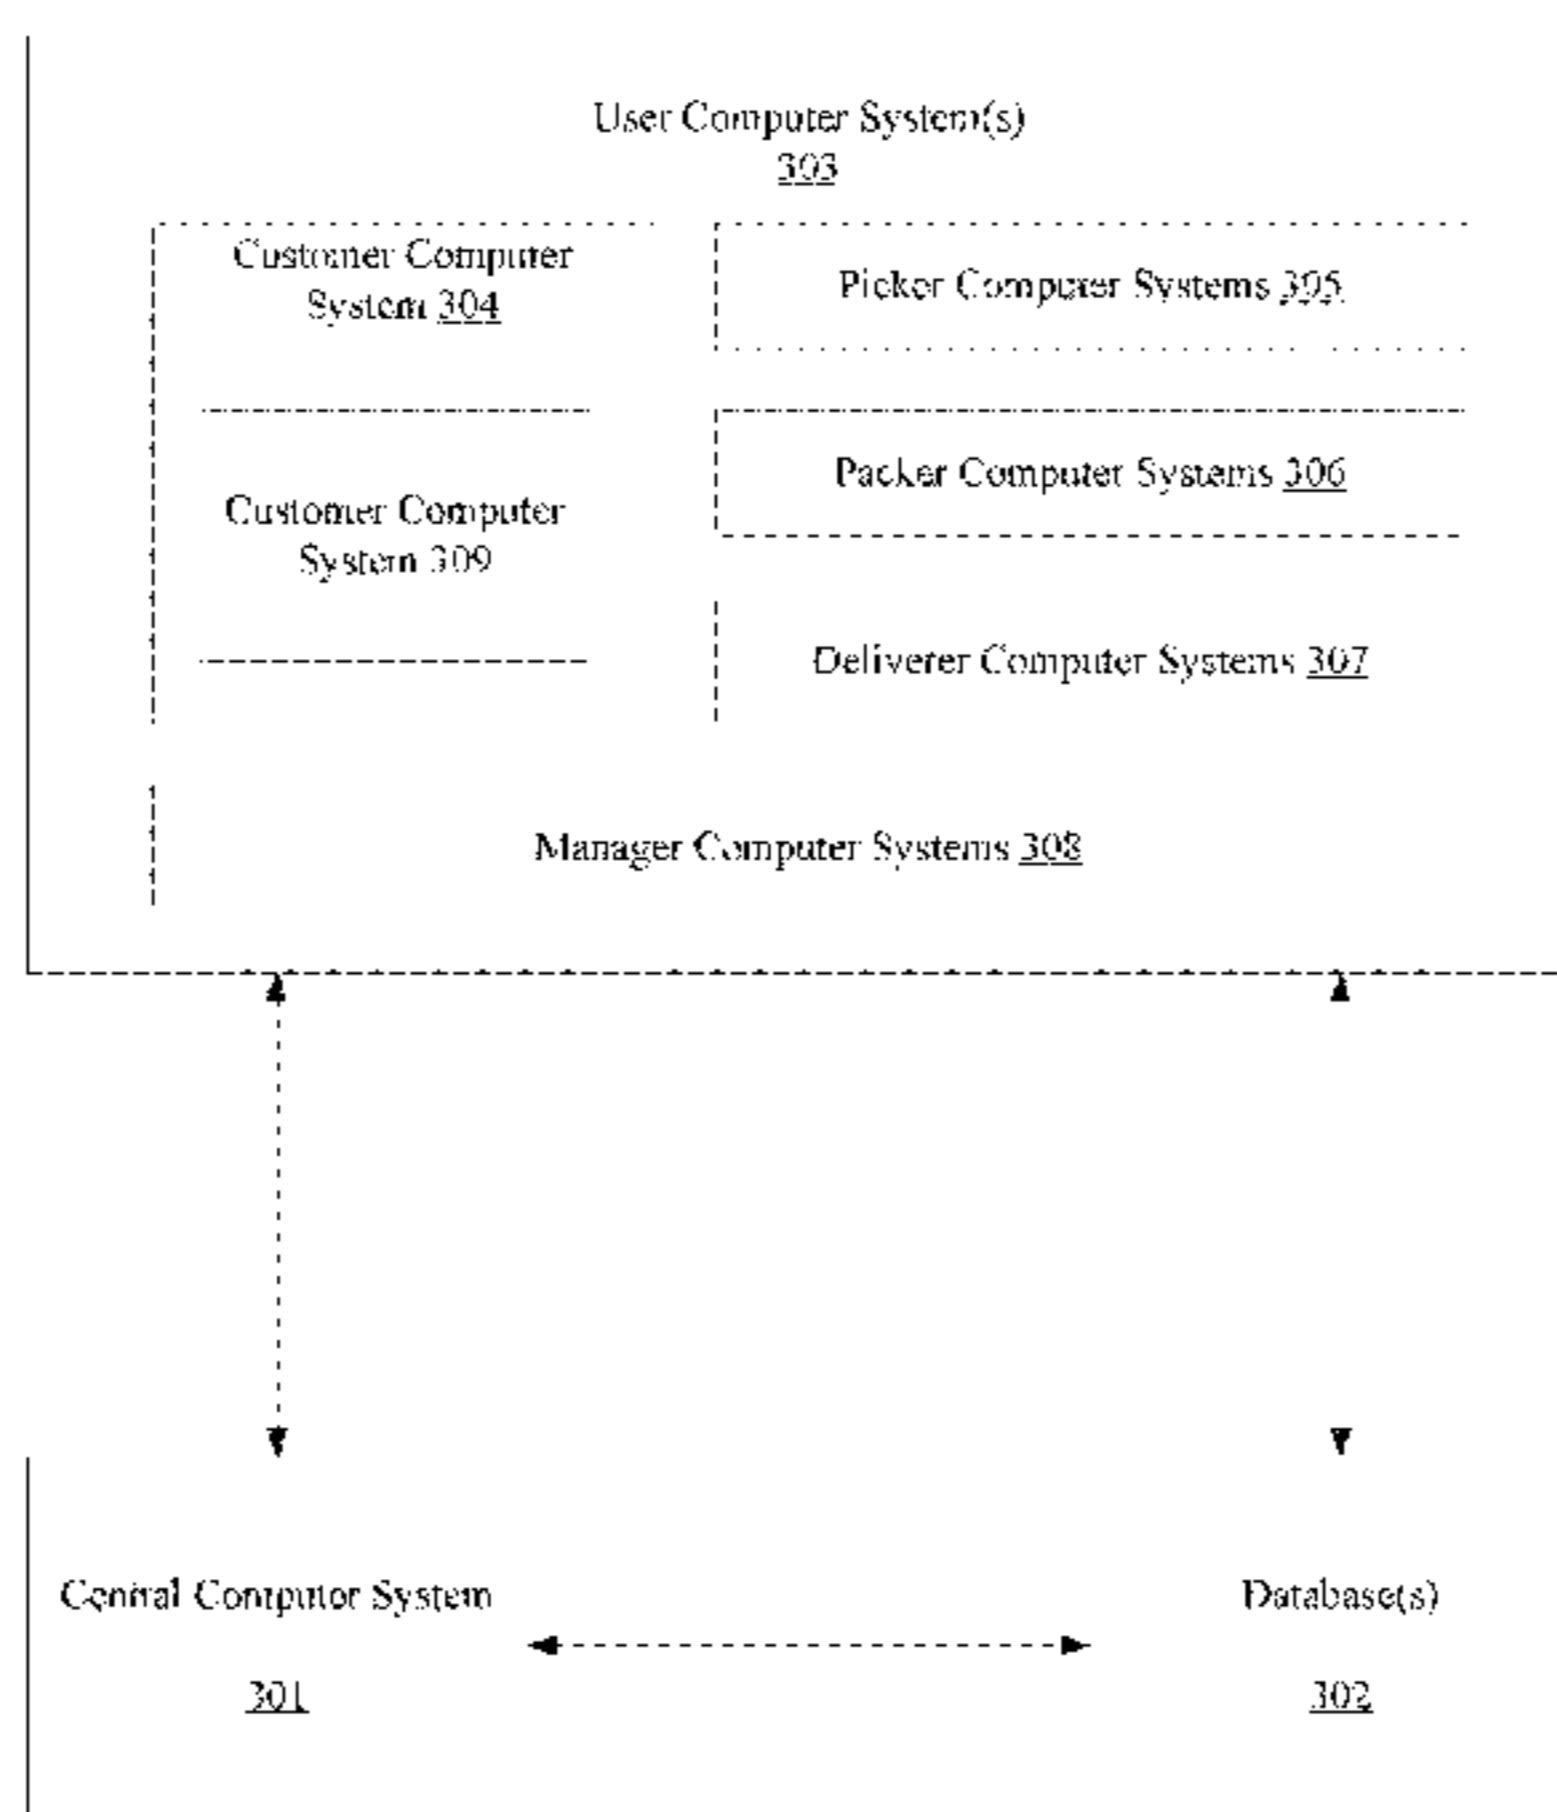 User Computer System(s)
303
Customer Computer
System 304
Picker Computer Systems 305
Customer Computer
System 309
Packer Computer Systems 306
Deliverer Computer Systems 307
Manager Computer Systems 308
Central Computer System
301
Database(s)
302